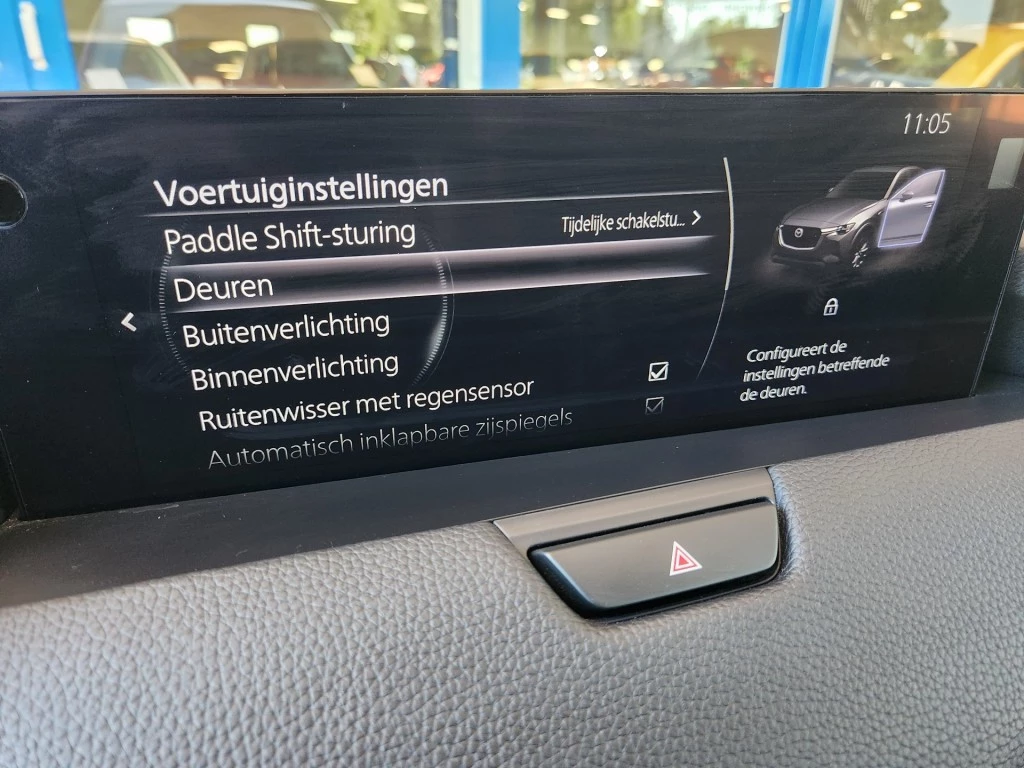 11:05
Voertuiginstellingen
Paddle Shift-sturing
Tijdelijke schakelstu...
Deuren
Buitenverlichting
Binnenverlichting
Ruitenwisser met regensensor
Automatisch inklapbare zijspiegels
Configureert de
instellingen betreffende
de deuren.